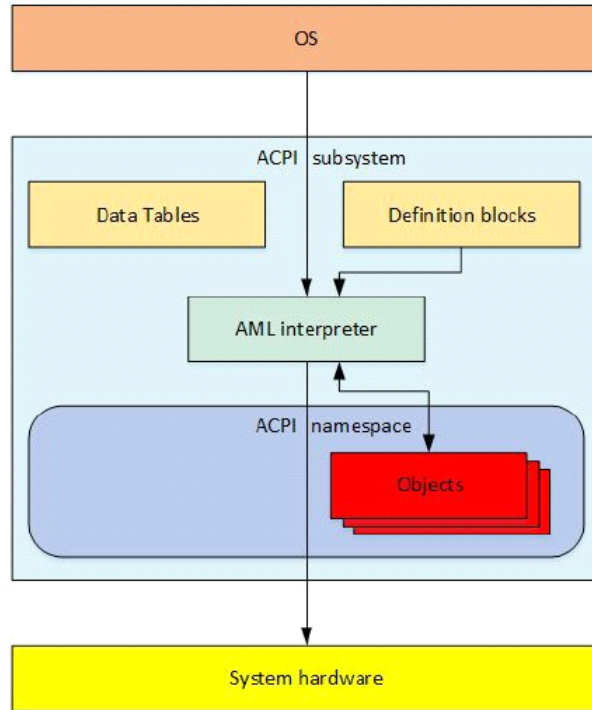 OS
ACPI subsystem
Data Tables
Definition blocks
AML interpreter
ACPI namespace
Objects
System hardware